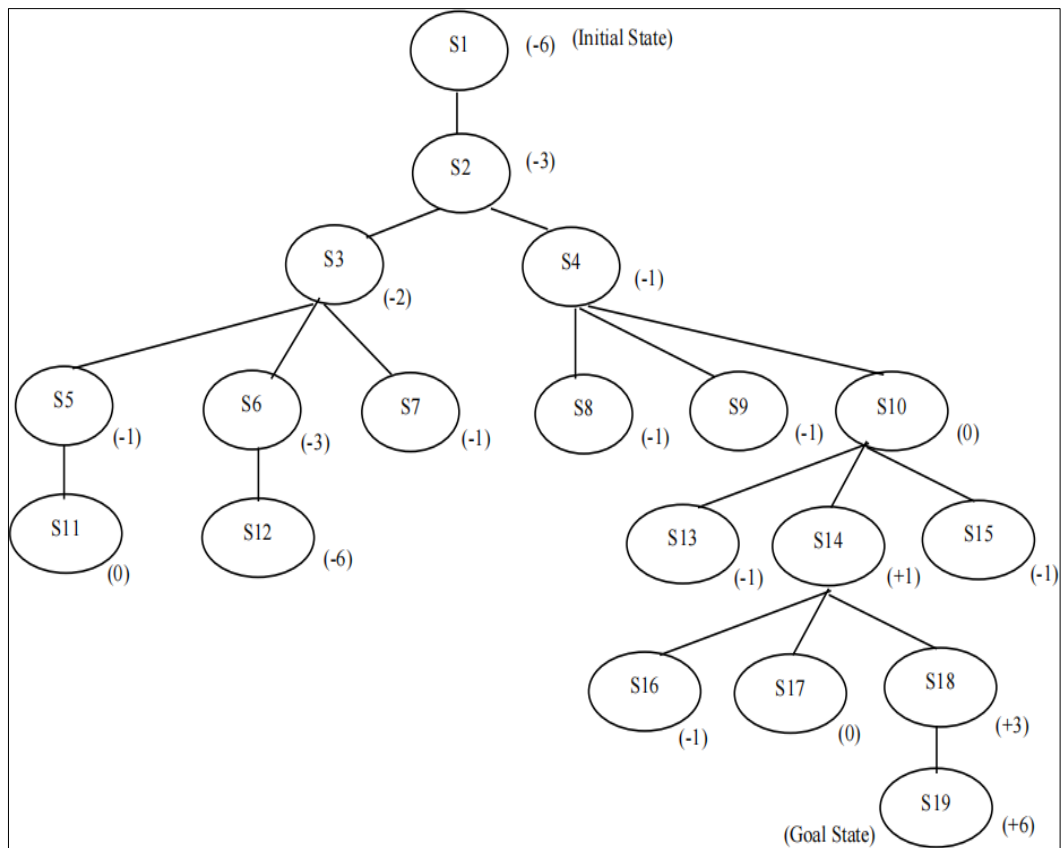 S1 (-6) (Initial State)
S2 (-3)
S3 (-2) S4 (-1)
S5 (-1) S6 (-3) S7 (-1) S8 (-1) S9 (-1) S10 (0)
S11 (0) S12 (-6) S13 (-1) S14 (+1) S15 (-1)
S16 (-1) S17 (0) S18 (+3)
S19 (+6)
(Goal State)